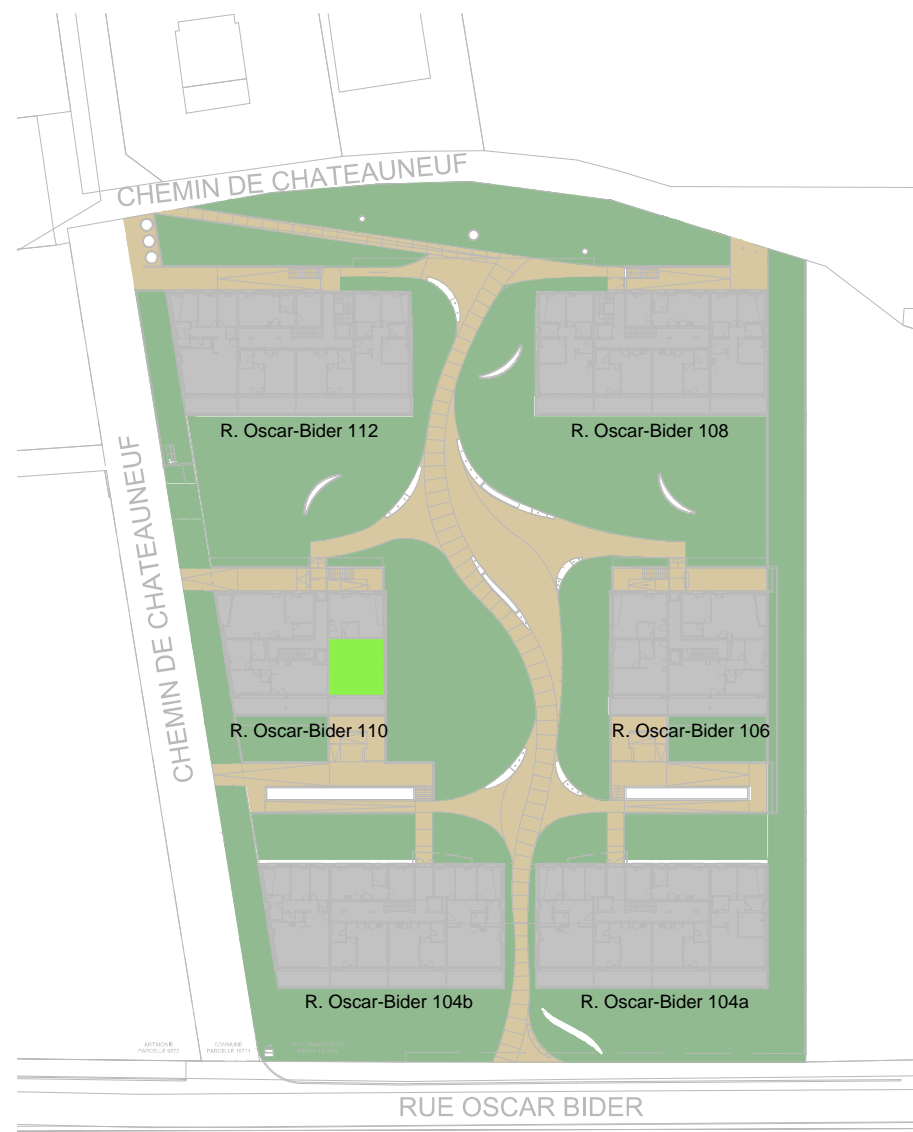 CHEMIN DE CHATEAUNEUF
R. Oscar-Bider 112
R. Oscar-Bider 108
CHEMIN DE CHATEAUNEUF
R. Oscar-Bider 110
R. Oscar-Bider 106
R. Oscar-Bider 104b
R. Oscar-Bider 104a
COMMUNE
RUE OSCAR BIDER